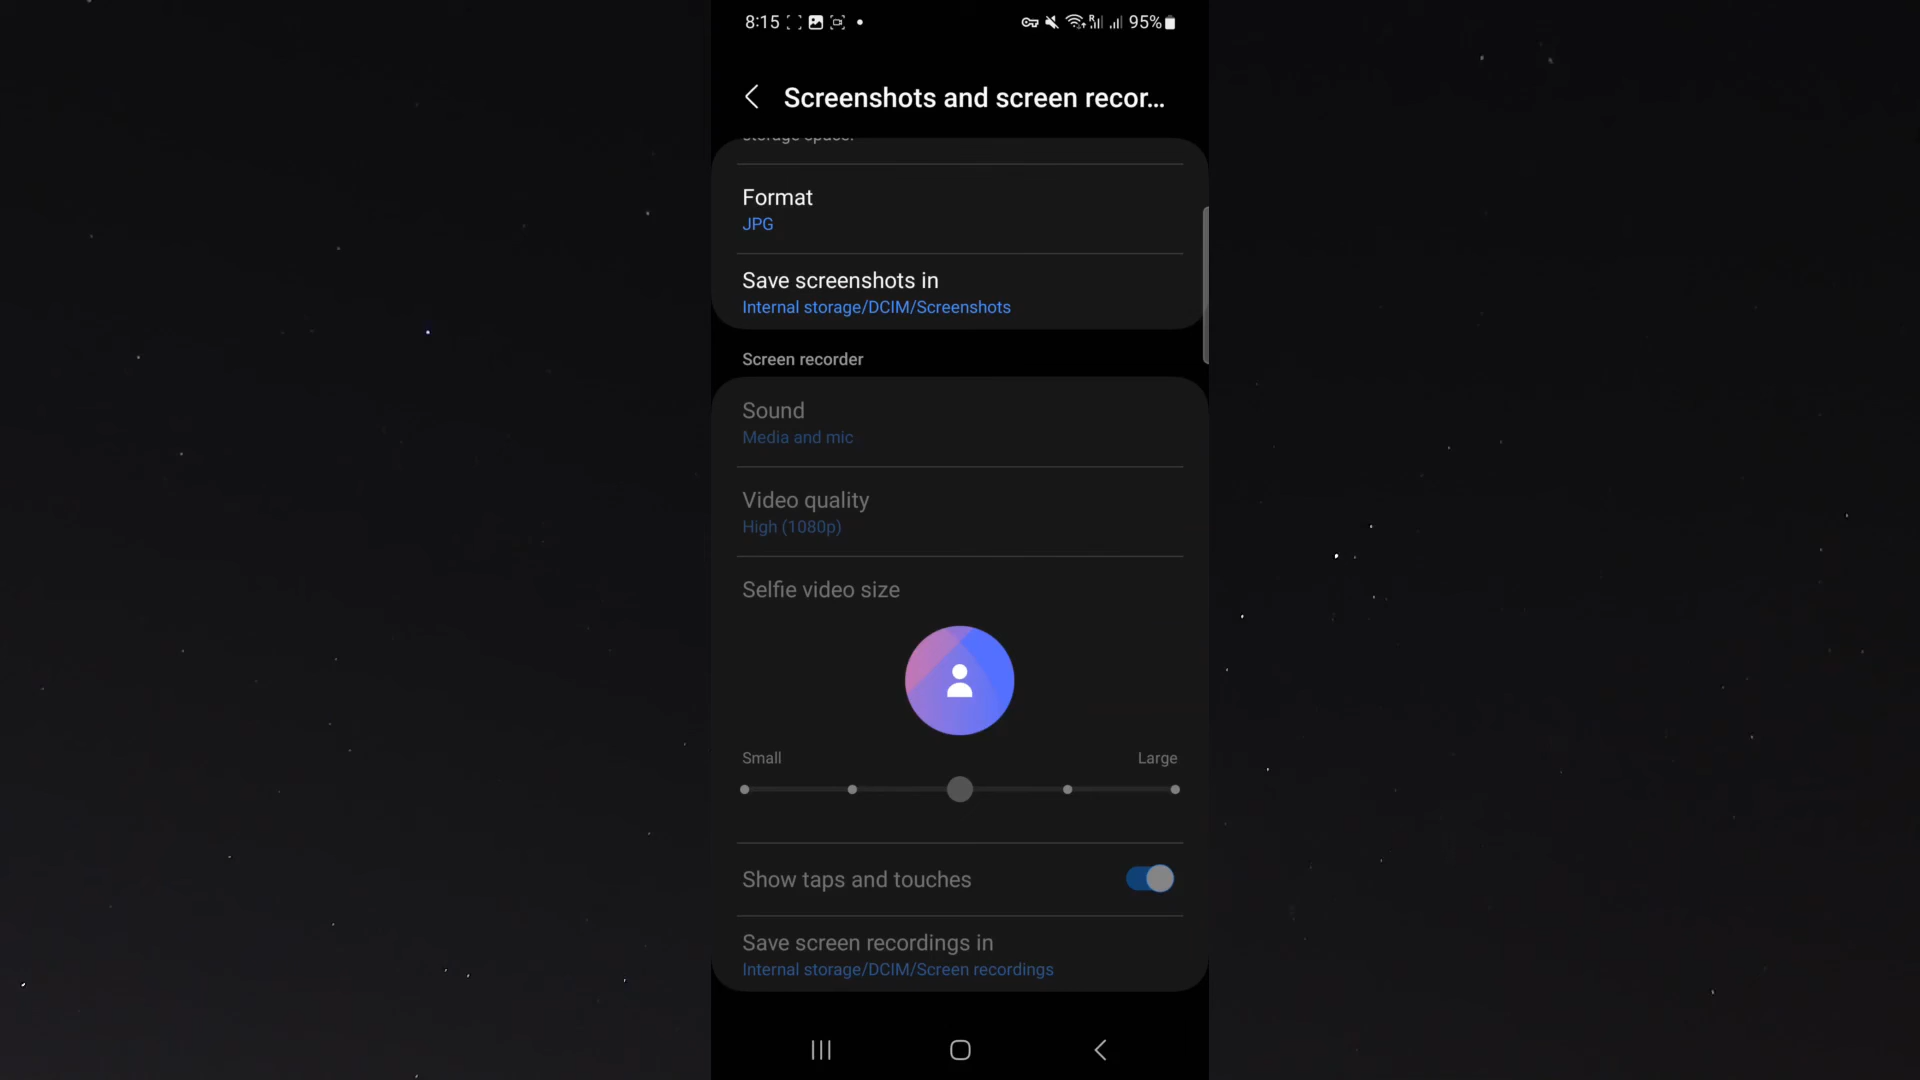 8:15 95%
Screenshots and screen recor...
storage space.
Format
JPG
Save screenshots in
Internal storage/DCIM/Screenshots
Screen recorder
Sound
Media and mic
Video quality
High (1080p)
Selfie video size
Small Large
Show taps and touches
Save screen recordings in
Internal storage/DCIM/Screen recordings